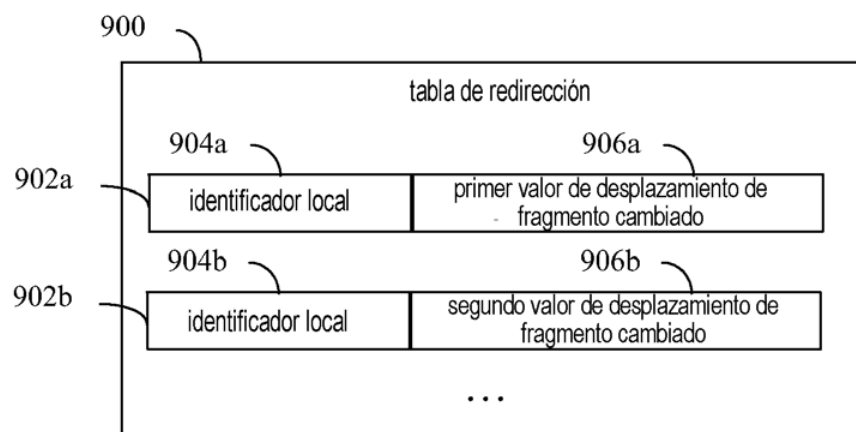 900
tabla de redirección
904a
906a
902a
identificador local
primer valor de desplazamiento de
fragmento cambiado
904b
906b
902b
identificador local
segundo valor de desplazamiento de
fragmento cambiado
...